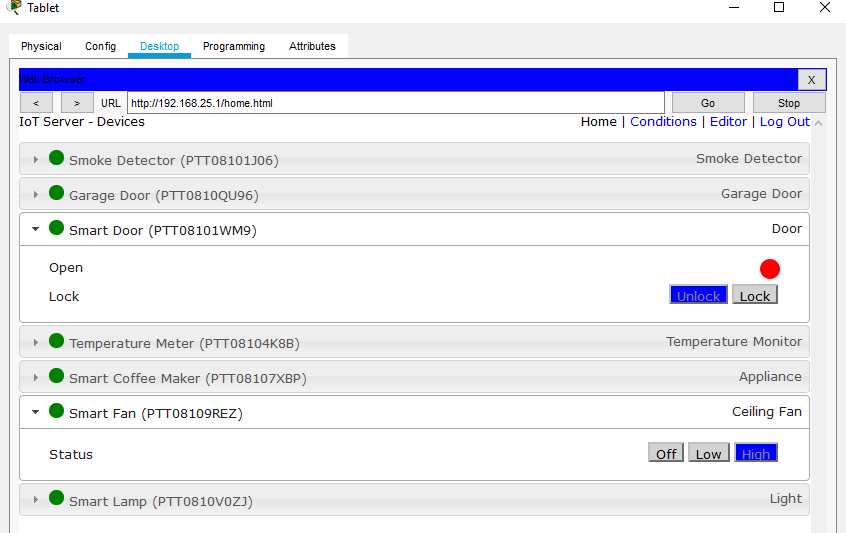 Tablet
Physical Config Desktop Programming Attributes
Web Browser X
< > URL http://192.168.25.1/home.html Go Stop
IoT Server - Devices Home | Conditions | Editor | Log Out
Smoke Detector (PTT08101J06) Smoke Detector
Garage Door (PTT0810QU96) Garage Door
Smart Door (PTT08101WM9) Door
Open
Lock Unlock Lock
Temperature Meter (PTT08104K8B) Temperature Monitor
Smart Coffee Maker (PTT08107XBP) Appliance
Smart Fan (PTT08109REZ) Ceiling Fan
Status Off Low High
Smart Lamp (PTT0810V0ZJ) Light